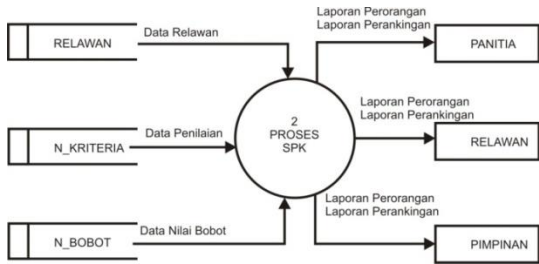 Laporan Perorangan
Laporan Perankingan
RELAWAN
Data Relawan
PANITIA
2
PROSES
SPK
Laporan Perorangan
Laporan Perankingan
N_KRITERIA
Data Penilaian
RELAWAN
Laporan Perorangan
Laporan Perankingan
N_BOBOT
Data Nilai Bobot
PIMPINAN